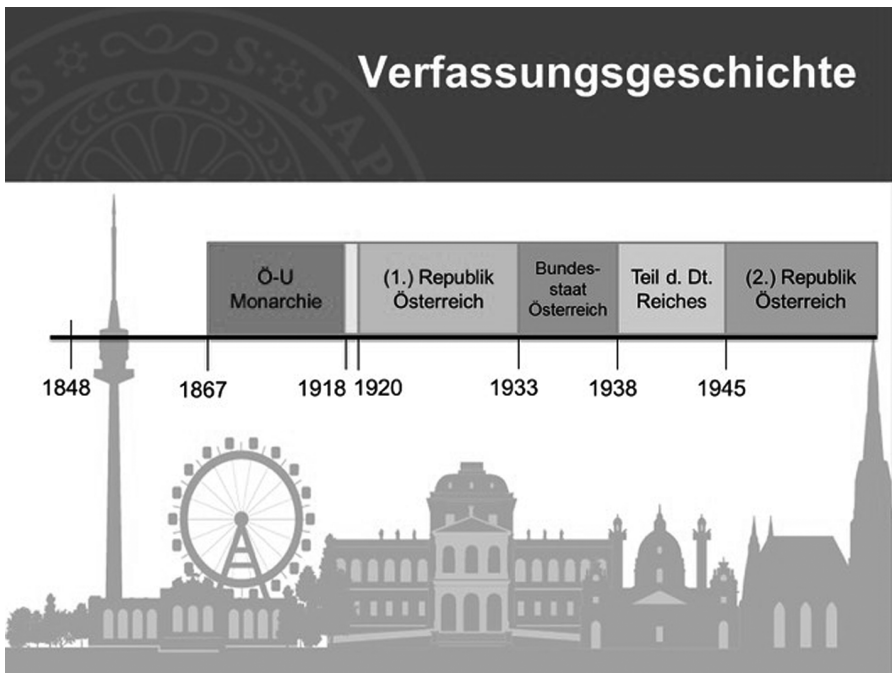 Verfassungsgeschichte
Ö-U
Monarchie
(1.) Republik
Österreich
Bundes-
staat
Österreich
Teil d. Dt.
Reiches
(2.) Republik
Österreich
1848
1867
1918
1920
1933
1938
1945